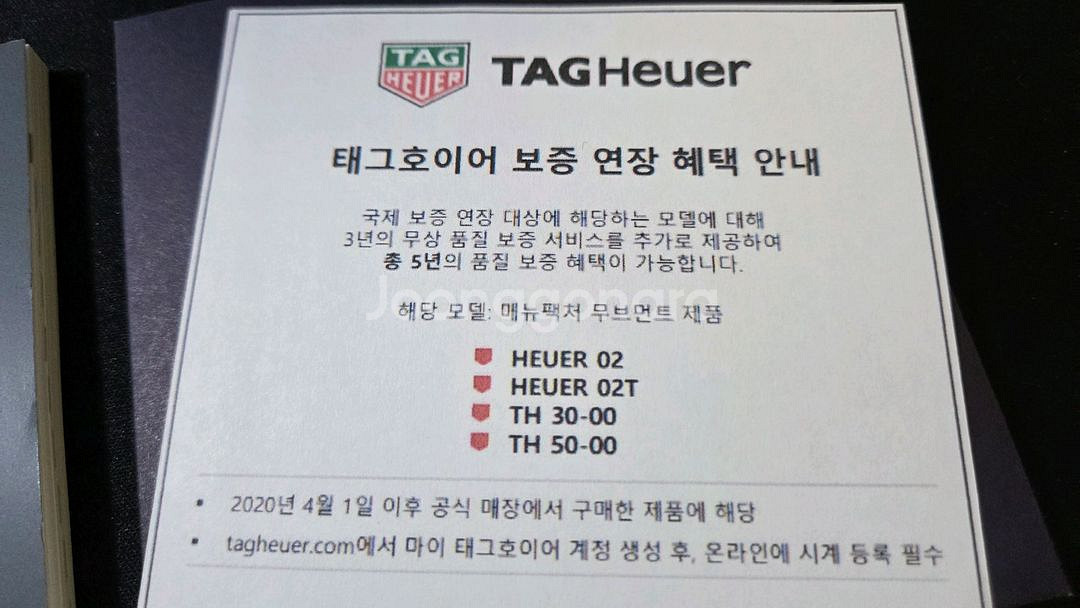 TAG
HEUER
TAGHeuer
태그호이어 보증 연장 혜택 안내
국제 보증 연장 대상에 해당하는 모델에 대해
3년의 무상 품질 보증 서비스를 추가로 제공하여
총 5년의 품질 보증 혜택이 가능합니다.
Joonggonara
해당 모델: 매뉴팩처 무브먼트 제품
HEUER 02
HEUER 02T
TH 30-00
TH 50-00
• 2020년 4월 1일 이후 공식 매장에서 구매한 제품에 해당
• tagheuer.com에서 마이 태그호이어 계정 생성 후, 온라인에 시계 등록 필수